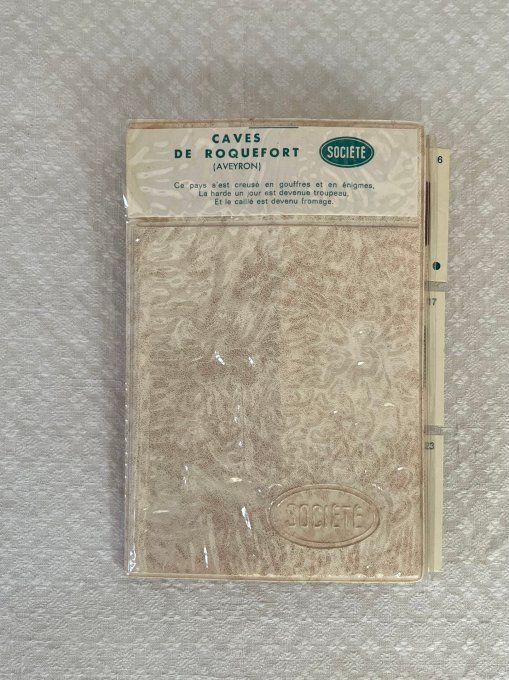 CAVES
DE ROQUEFORT
(AVEYRON)
SOCIÉTÉ
Ce pays s'est creusé en gouffres et en énigmes,
La harde un jour est devenue troupeau,
Et le caillé est devenu fromage.
6
17
23
SOCIÉTÉ